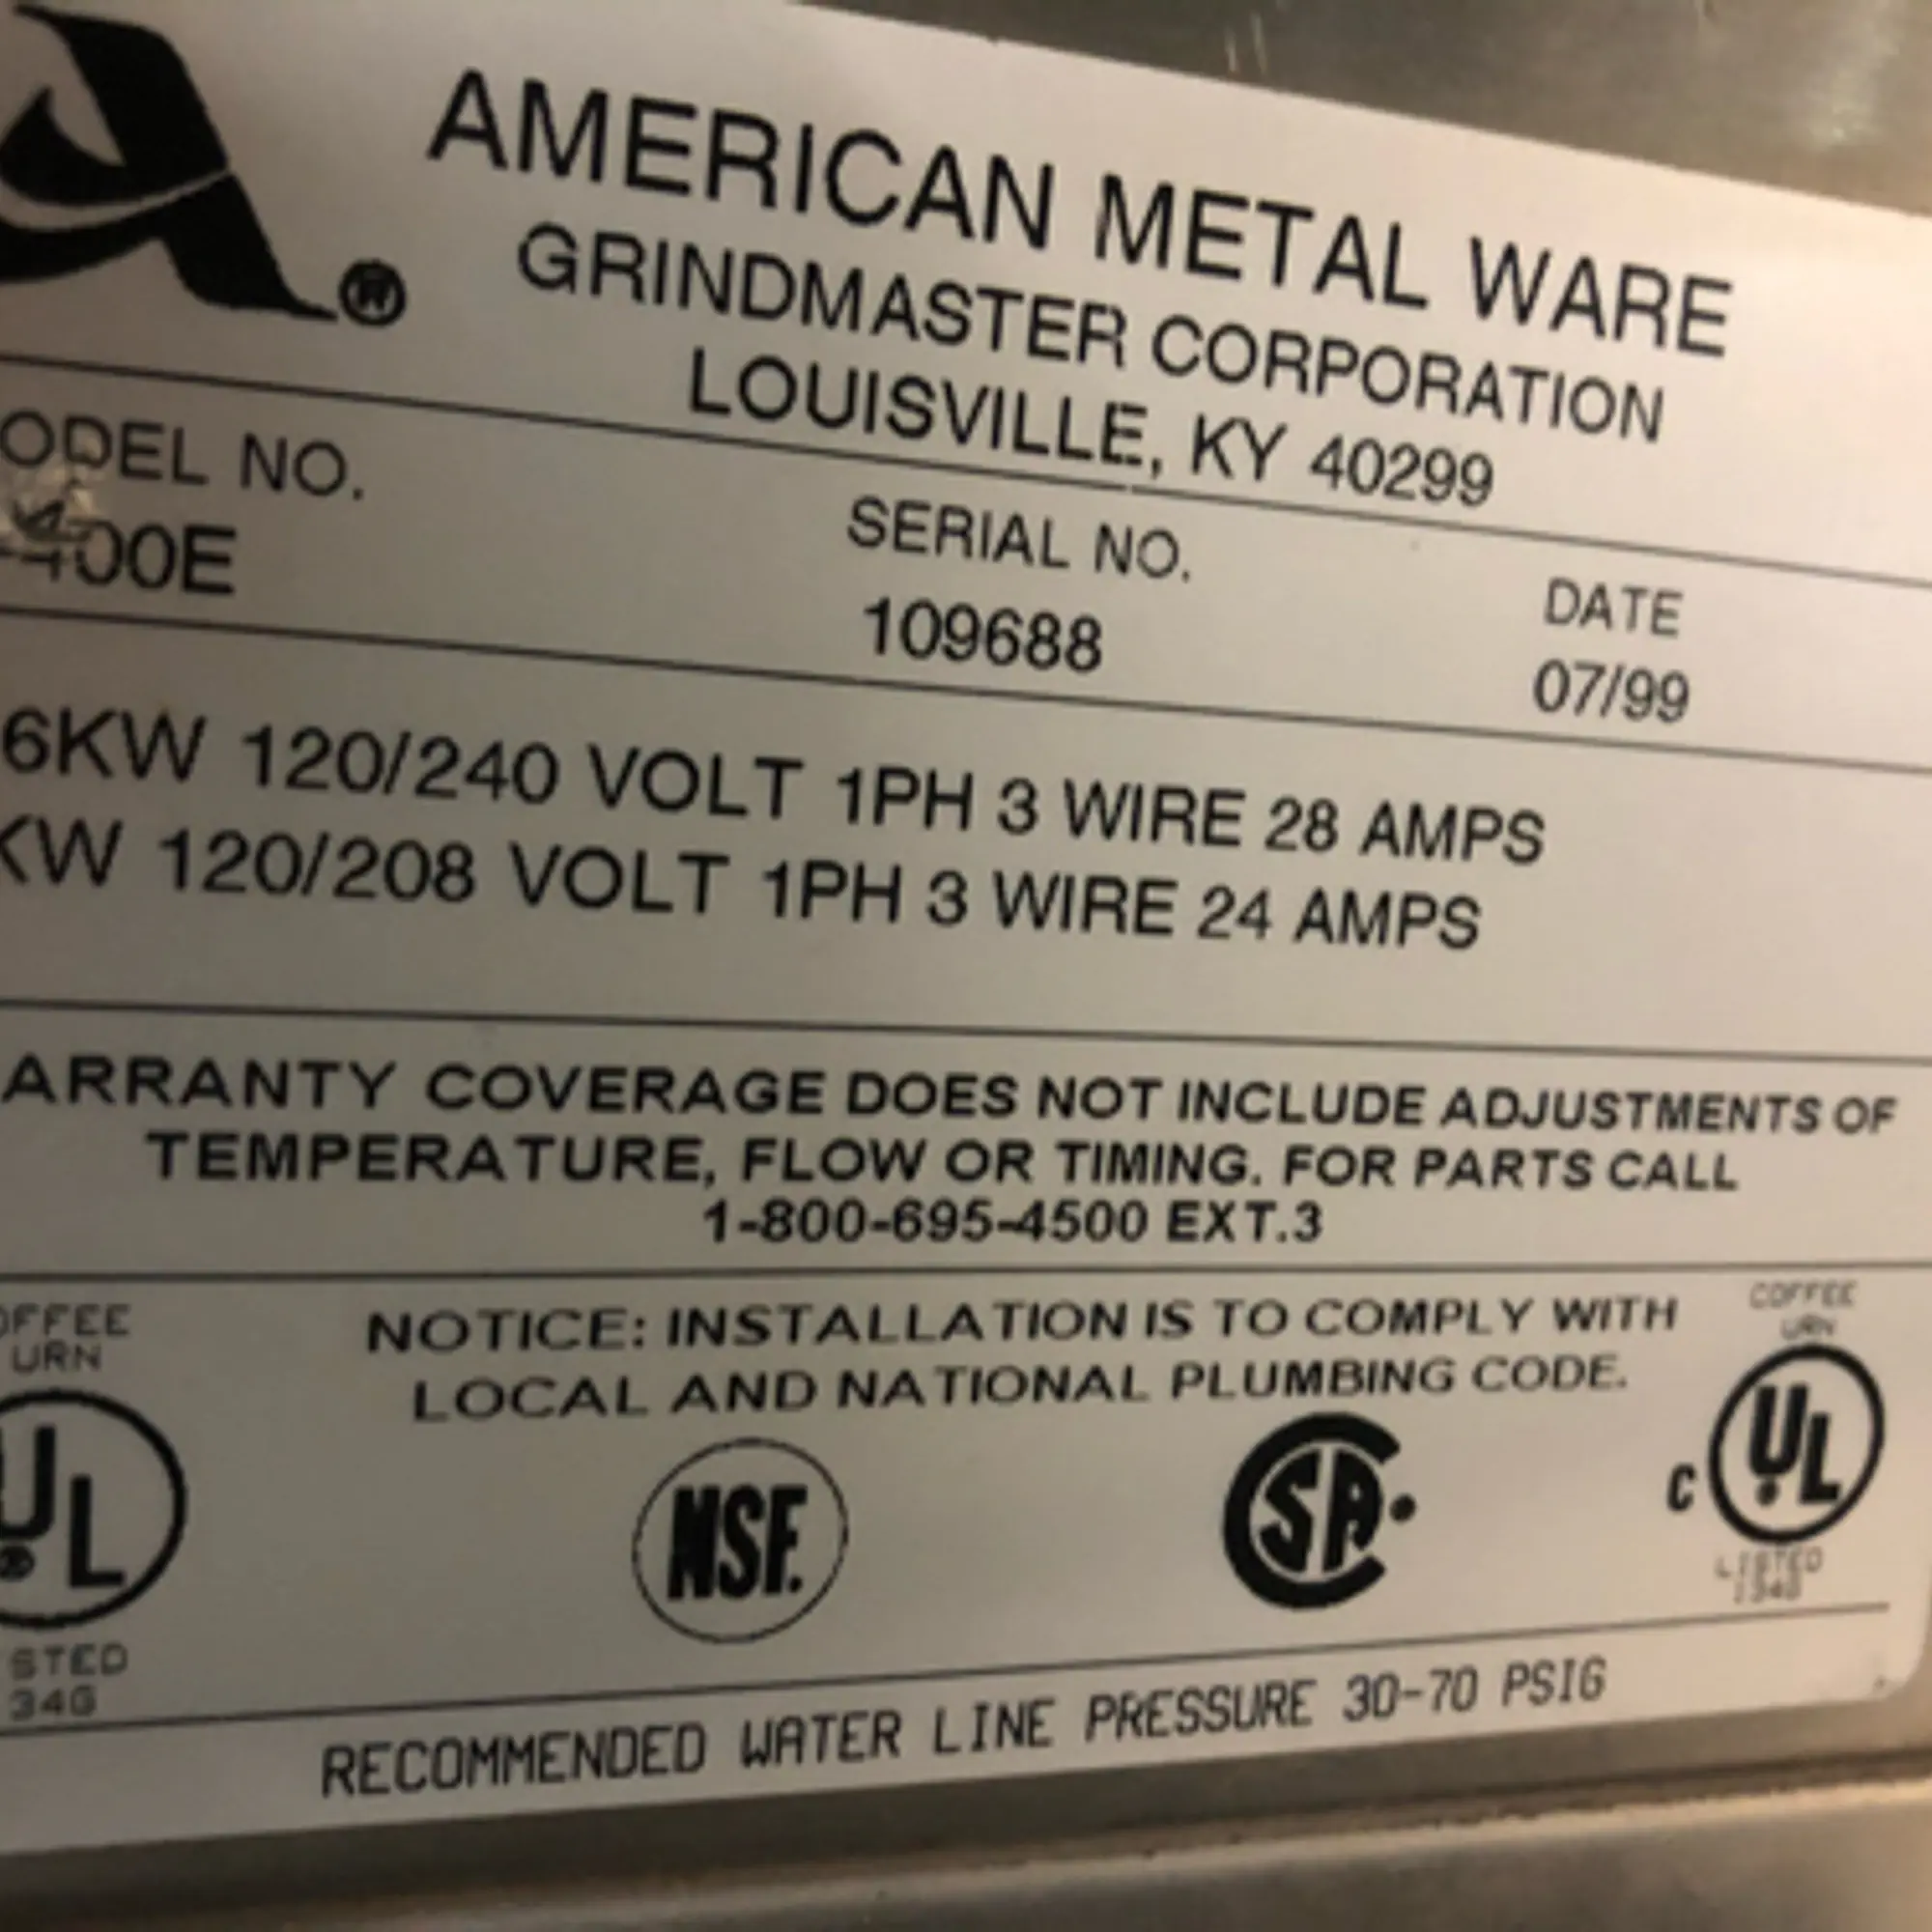 AMERICAN METAL WARE
GRINDMASTER CORPORATION
LOUISVILLE, KY 40299
ODEL NO.
400E
SERIAL NO.
109688
DATE
07/99
6KW 120/240 VOLT 1PH 3 WIRE 28 AMPS
KW 120/208 VOLT 1PH 3 WIRE 24 AMPS
ARRANTY COVERAGE DOES NOT INCLUDE ADJUSTMENTS OF
TEMPERATURE, FLOW OR TIMING. FOR PARTS CALL
1-800-695-4500 EXT.3
OFFEE
URN
UL
®
STED
34G
NOTICE: INSTALLATION IS TO COMPLY WITH
LOCAL AND NATIONAL PLUMBING CODE.
NSF.
CSA
COFFEE
URN
C UL
LISTED
134G
RECOMMENDED WATER LINE PRESSURE 30-70 PSIG